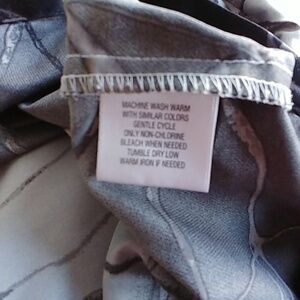 MACHINE WASH WARM
WITH SIMILAR COLORS
GENTLE CYCLE
ONLY NON-CHLORINE
BLEACH WHEN NEEDED
TUMBLE DRY LOW
WARM IRON IF NEEDED